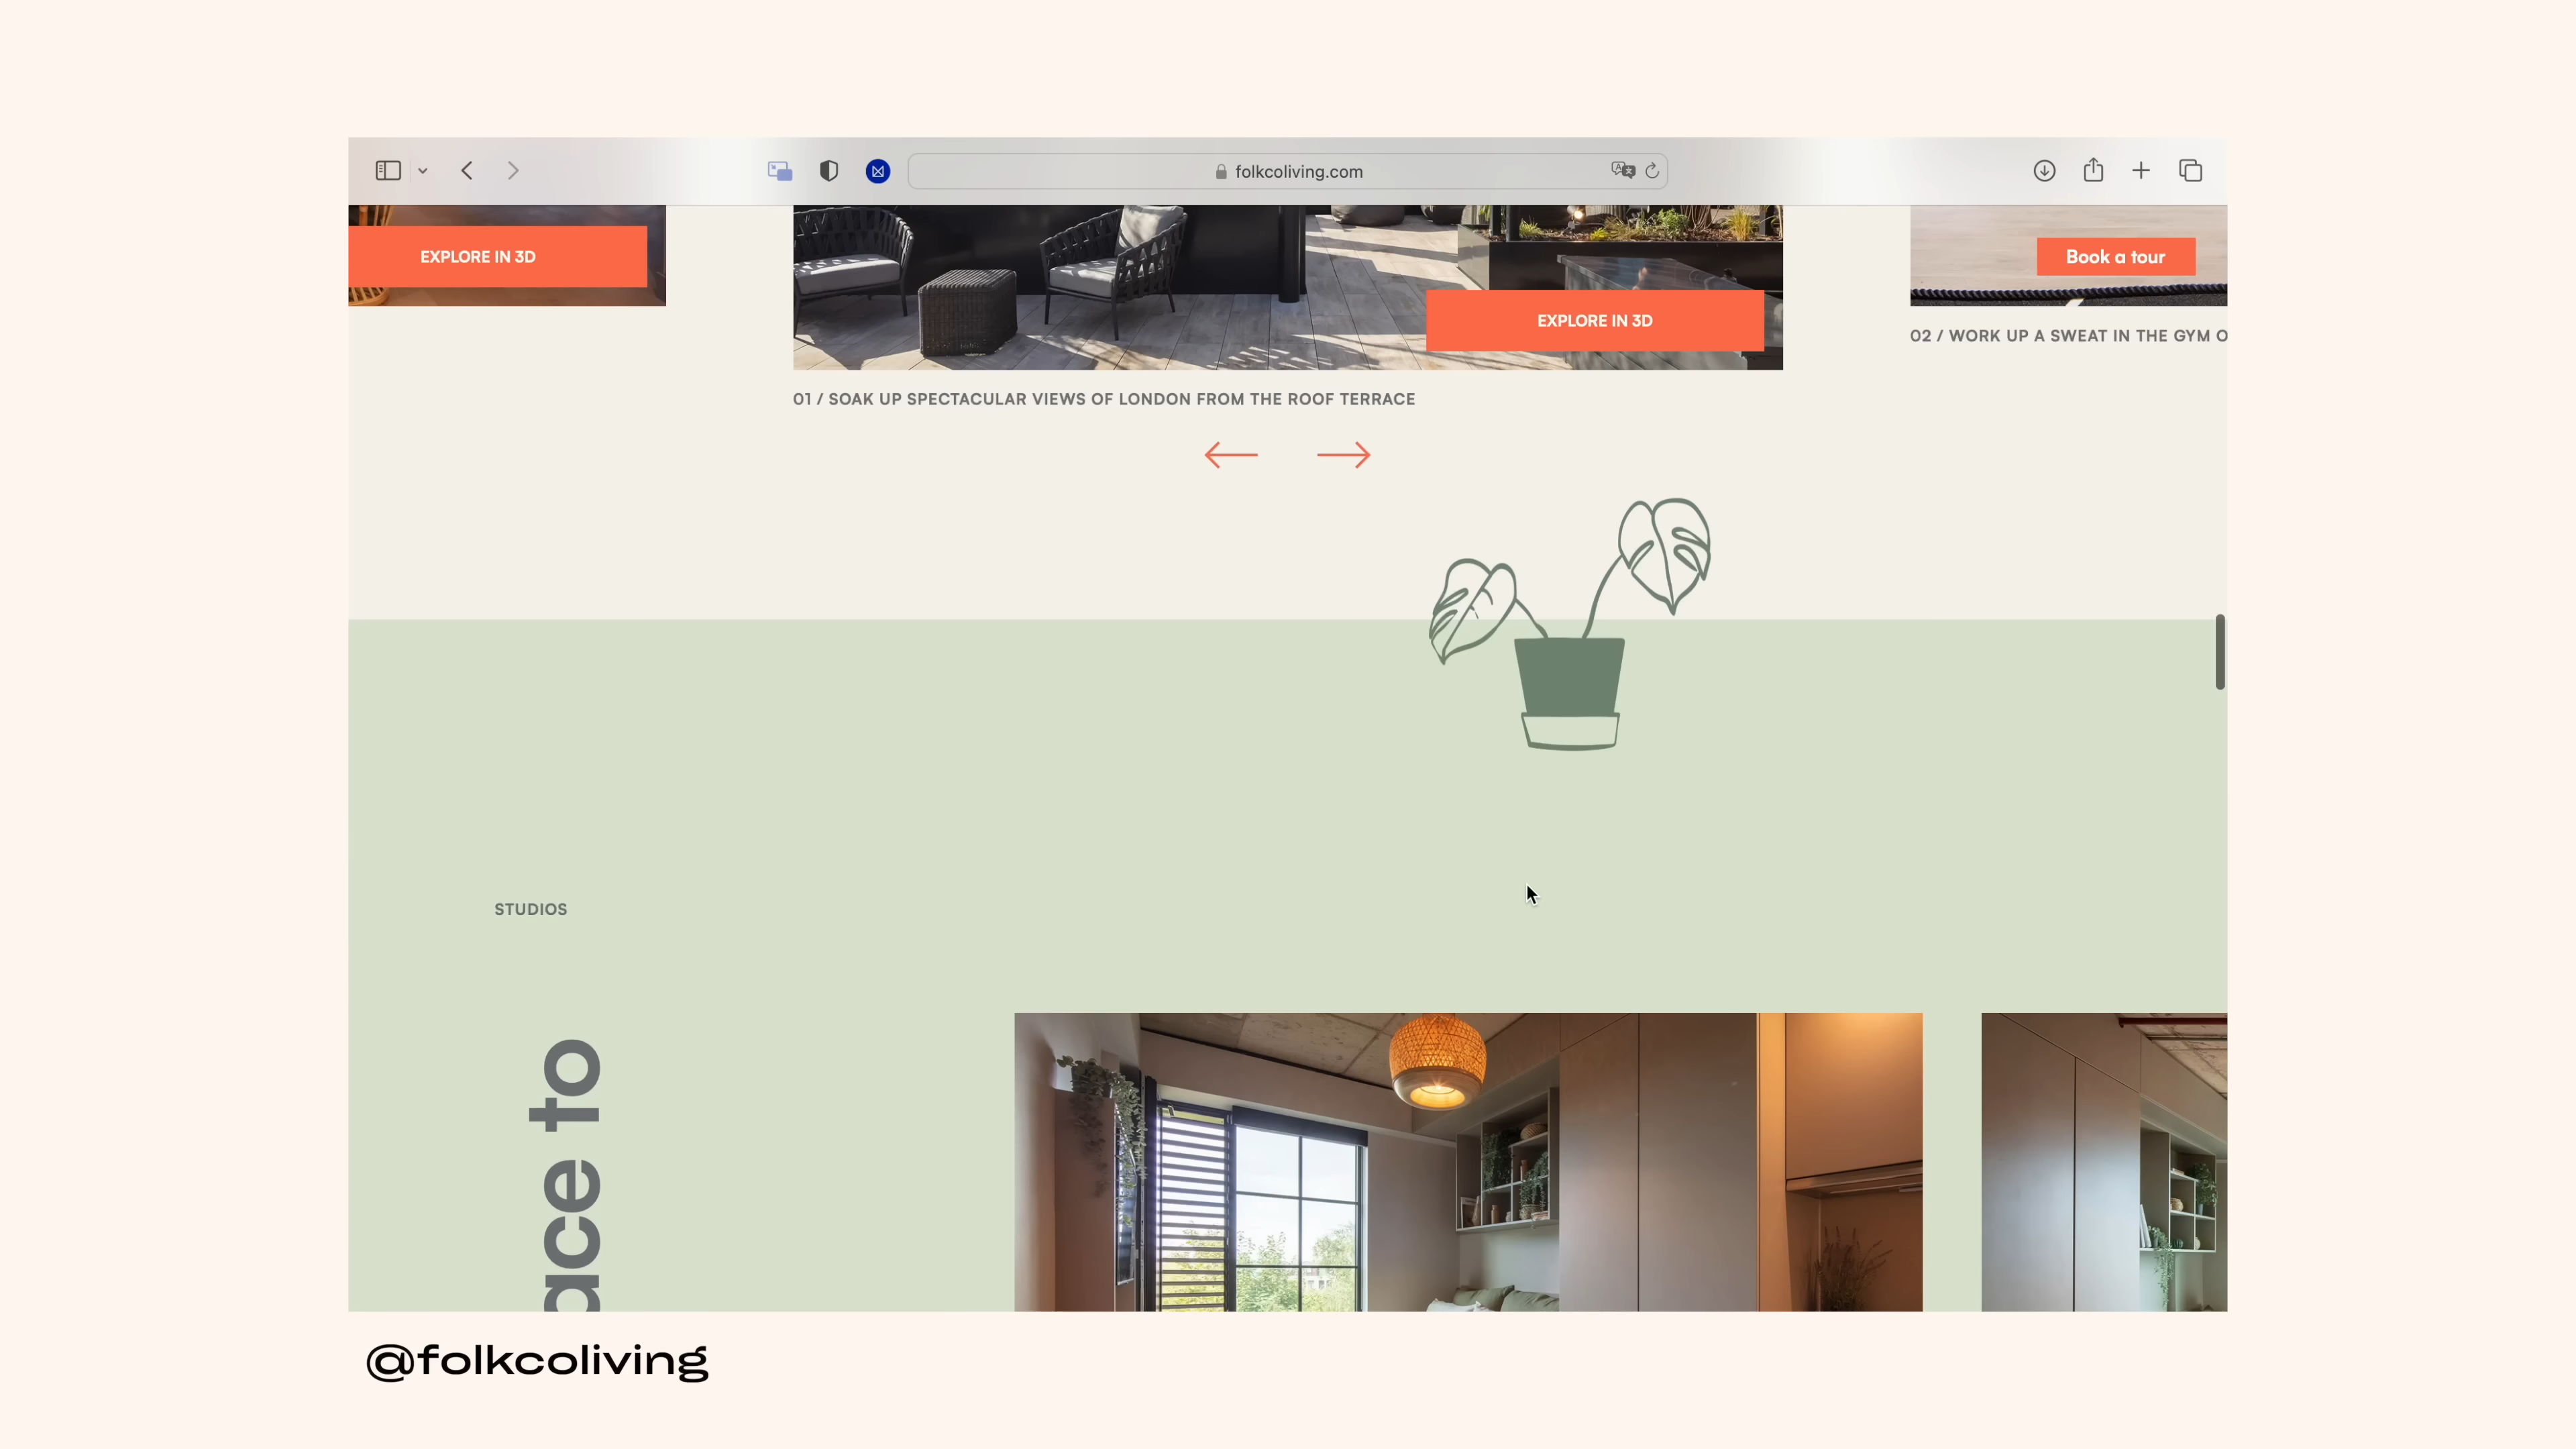 folkcoliving.com
EXPLORE IN 3D
EXPLORE IN 3D
Book a tour
02 / WORK UP A SWEAT IN THE GYM O
01 / SOAK UP SPECTACULAR VIEWS OF LONDON FROM THE ROOF TERRACE
STUDIOS
ace to
@folkcoliving